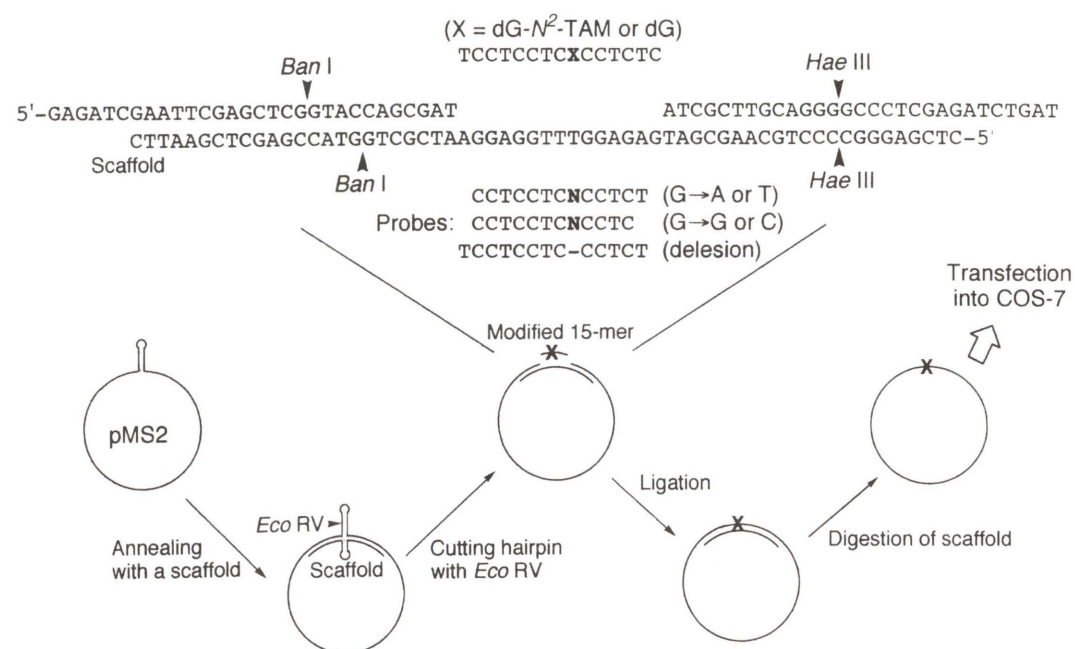 (X = dG-N²-TAM or dG)
TCCTCCTCXCCTCTC
Ban I
Hae III
5'-GAGATCGAATTCGAGCTCGGTACCAGCGAT ATCGCTTGCAGGGGCCCTCGAGATCTGAT
CTTAAGCTCGAGCCATGGTCGCTAAGGAGGTTTGGAGAGTAGCGAACGTCCCCGGGAGCTC-5'
Scaffold
Ban I
Hae III
CCTCCTCNCCTCT (G→A or T)
Probes: CCTCCTCNCCTC (G→G or C)
TCCTCCTC-CCTCT (delesion)
Transfection
into COS-7
Modified 15-mer
X
X
pMS2
Ligation
Eco RV
Annealing
with a scaffold
Scaffold
Cutting hairpin
with Eco RV
X
Digestion of scaffold